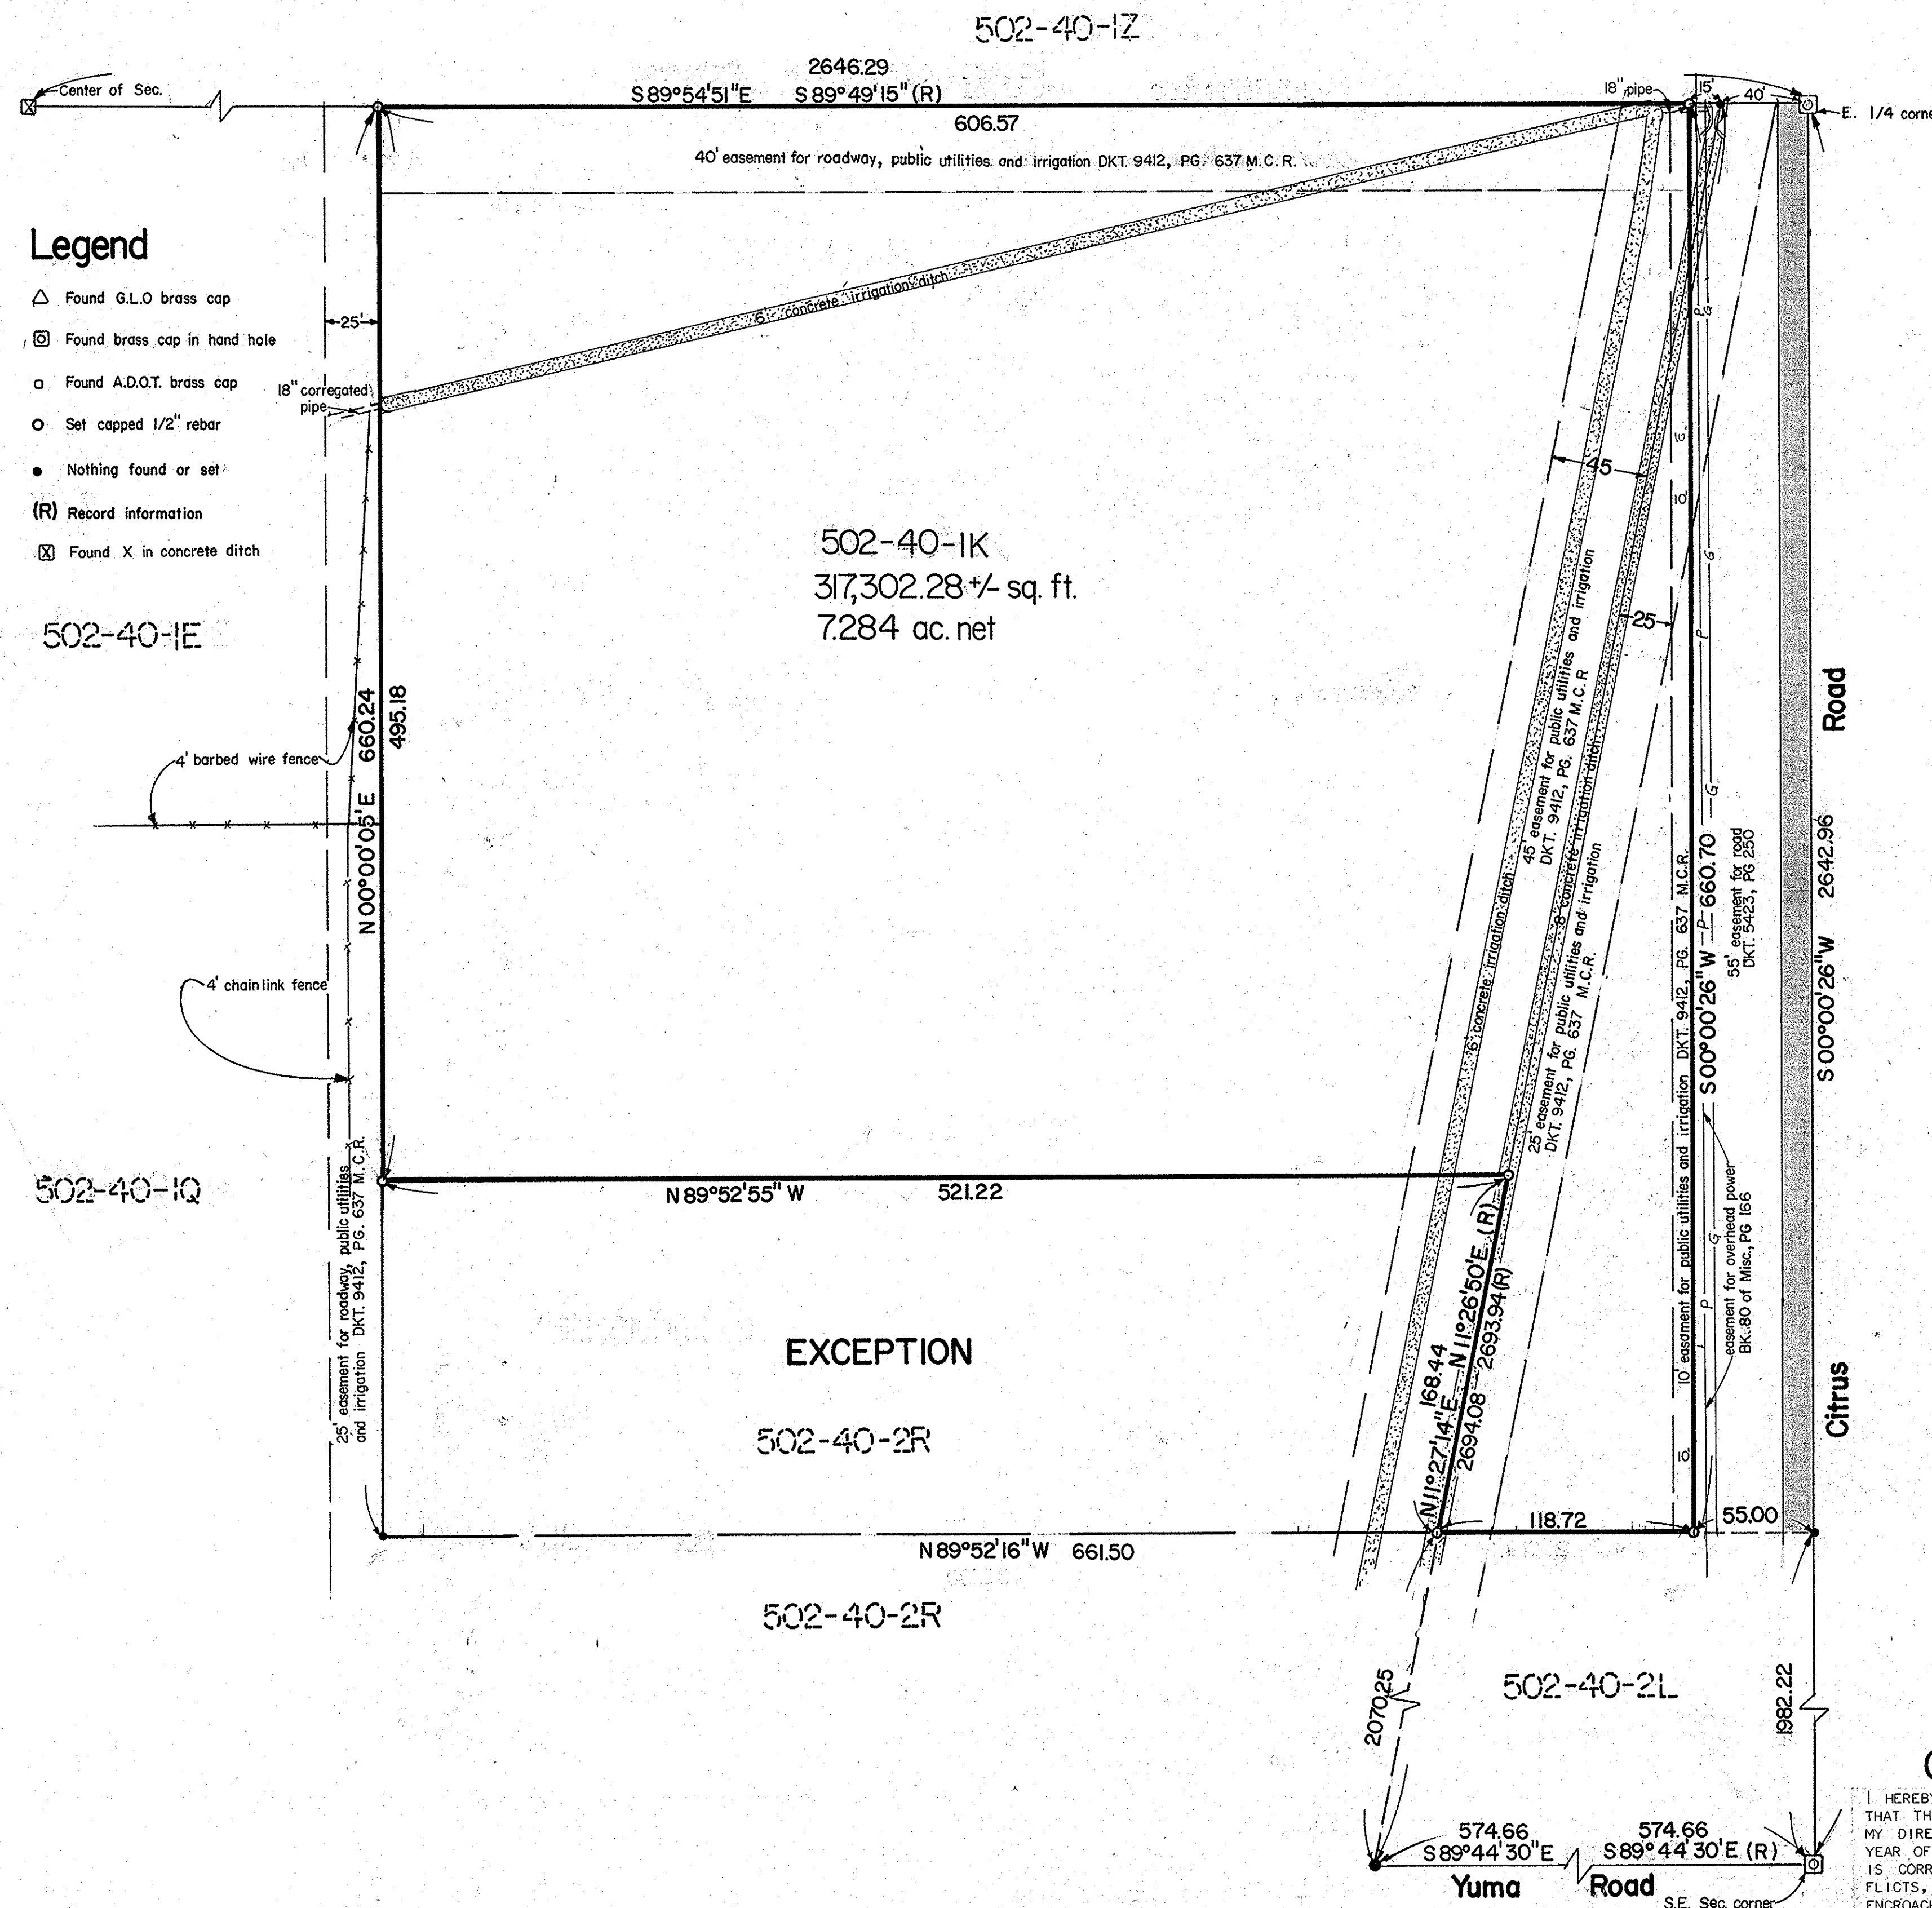 502-40-1Z
2646.29
S89°54'51"E S89°49'15"(R)
606.57
Center of Sec.
18" pipe
15'
40'
E. 1/4
40' easement for roadway, public utilities and irrigation DKT. 9412, PG. 637 M.C.R.
Legend
Found G.L.O brass cap
Found brass cap in hand hole
Found A.D.O.T. brass cap
Set capped 1/2" rebar
Nothing found or set
(R) Record information
Found X in concrete ditch
25'
18" corregated
pipe
6' concrete irrigation ditch
45
25
10'
502-40-1K
317,302.28 +/- sq. ft.
7.284 ac. net
502-40-1E
4' barbed wire fence
N00°00'05"E 660.24
495.18
4' chain link fence
502-40-1Q
25' easement for roadway, public utilities
and irrigation DKT. 9412, PG. 637 M.C.R.
45' easement for public utilities and irrigation
DKT. 9412, PG. 637 M.C.R
6' concrete irrigation ditch
8' concrete irrigation ditch
25' easement for public utilities and irrigation
DKT. 9412, PG. 637 M.C.R.
10' easament for public utilities and irrigation DKT. 9412, PG. 637 M.C.R.
S00°00'26"W P 660.70
55' easement for road
DKT. 5423, PG 250
S00°00'26"W 2642.96
Citrus Road
P
G
G
P
G
G
P
easement for overhead power
BK. 80 of Misc., PG 166
N89°52'55"W 521.22
168.44
N11°27'14"E N11°26'50"E (R)
2694.08 2693.94(R)
EXCEPTION
502-40-2R
10'
118.72
55.00
N89°52'16"W 661.50
502-40-2R
2070.25
502-40-2L
1982.22
574.66
S89°44'30"E
574.66
S89°44'30"E (R)
Yuma Road
S.E. Sec. corner
I HEREBY
THAT
MY
YEAR OF
IS